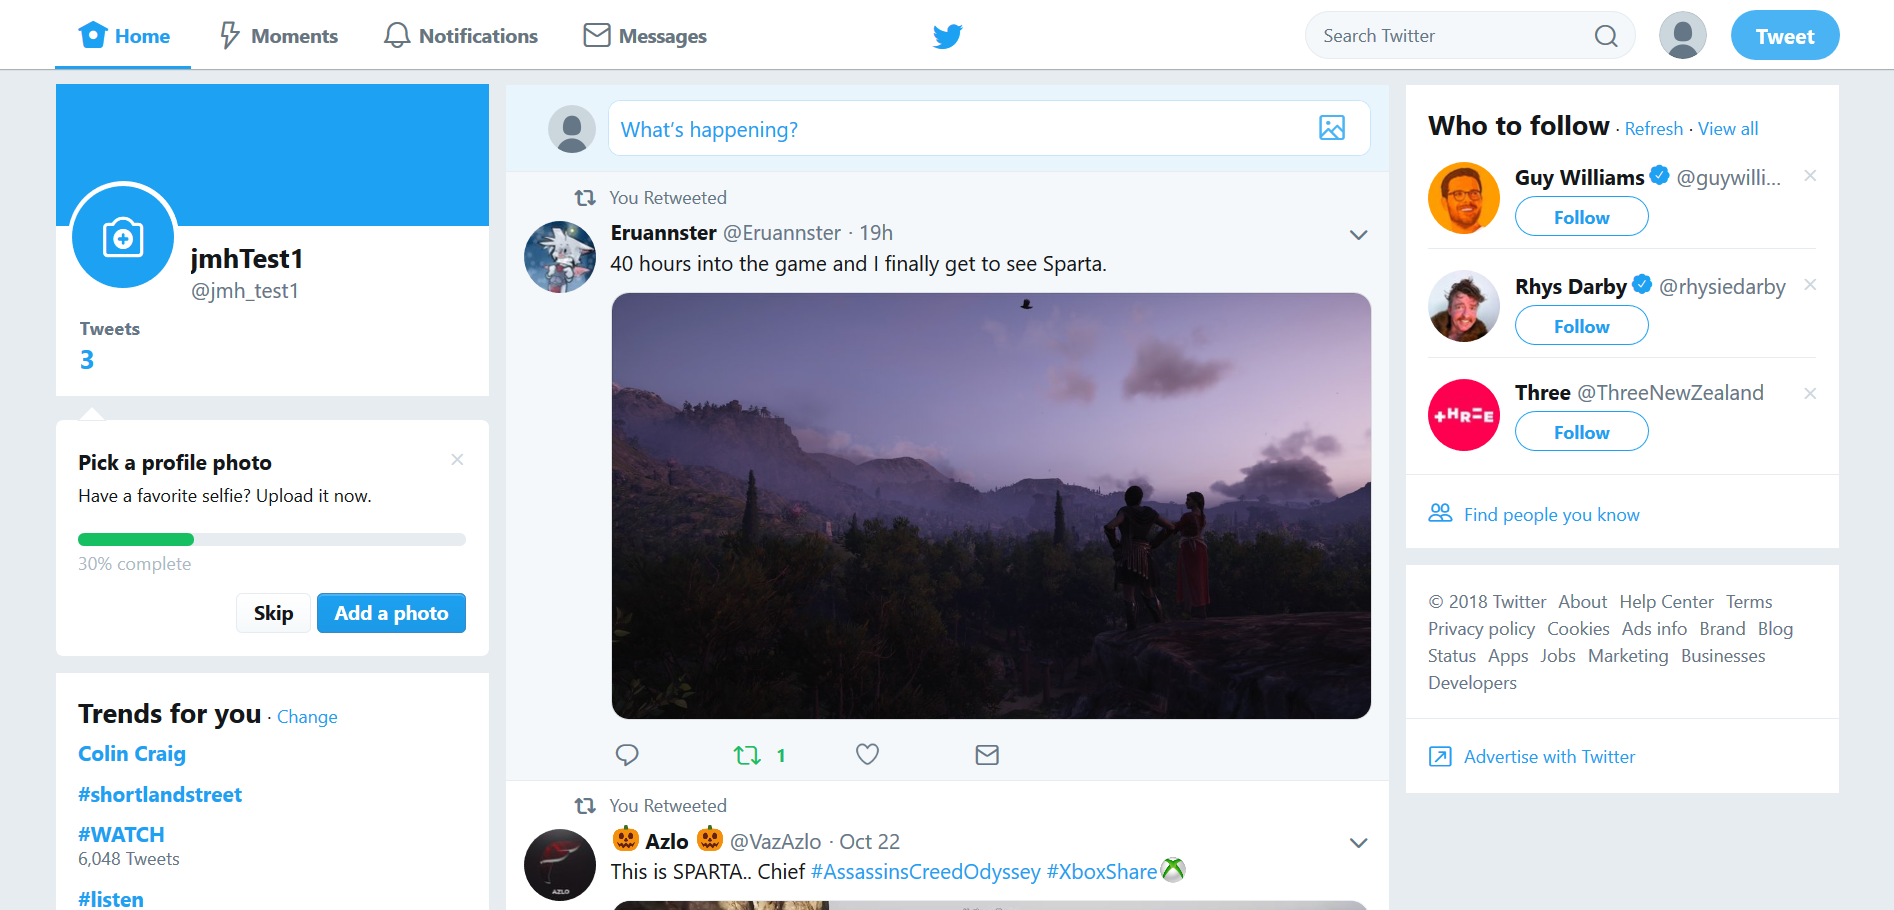 Home
Moments
Notifications
Messages
Search Twitter
Tweet
jmhTest1
@jmh_test1
Tweets
3
Pick a profile photo
Have a favorite selfie? Upload it now.
30% complete
Skip
Add a photo
Trends for you · Change
Colin Craig
#shortlandstreet
#WATCH
6,048 Tweets
#listen
What's happening?
You Retweeted
Eruannster @Eruannster · 19h
40 hours into the game and I finally get to see Sparta.
1
You Retweeted
🎃 Azlo 🎃 @VazAzlo · Oct 22
This is SPARTA.. Chief #AssassinsCreedOdyssey #XboxShare
AZLO
Who to follow · Refresh · View all
Guy Williams @guywilli...
Follow
Rhys Darby @rhysiedarby
Follow
Three @ThreeNewZealand
Follow
+HR=E
Find people you know
© 2018 Twitter About Help Center Terms
Privacy policy Cookies Ads info Brand Blog
Status Apps Jobs Marketing Businesses
Developers
Advertise with Twitter